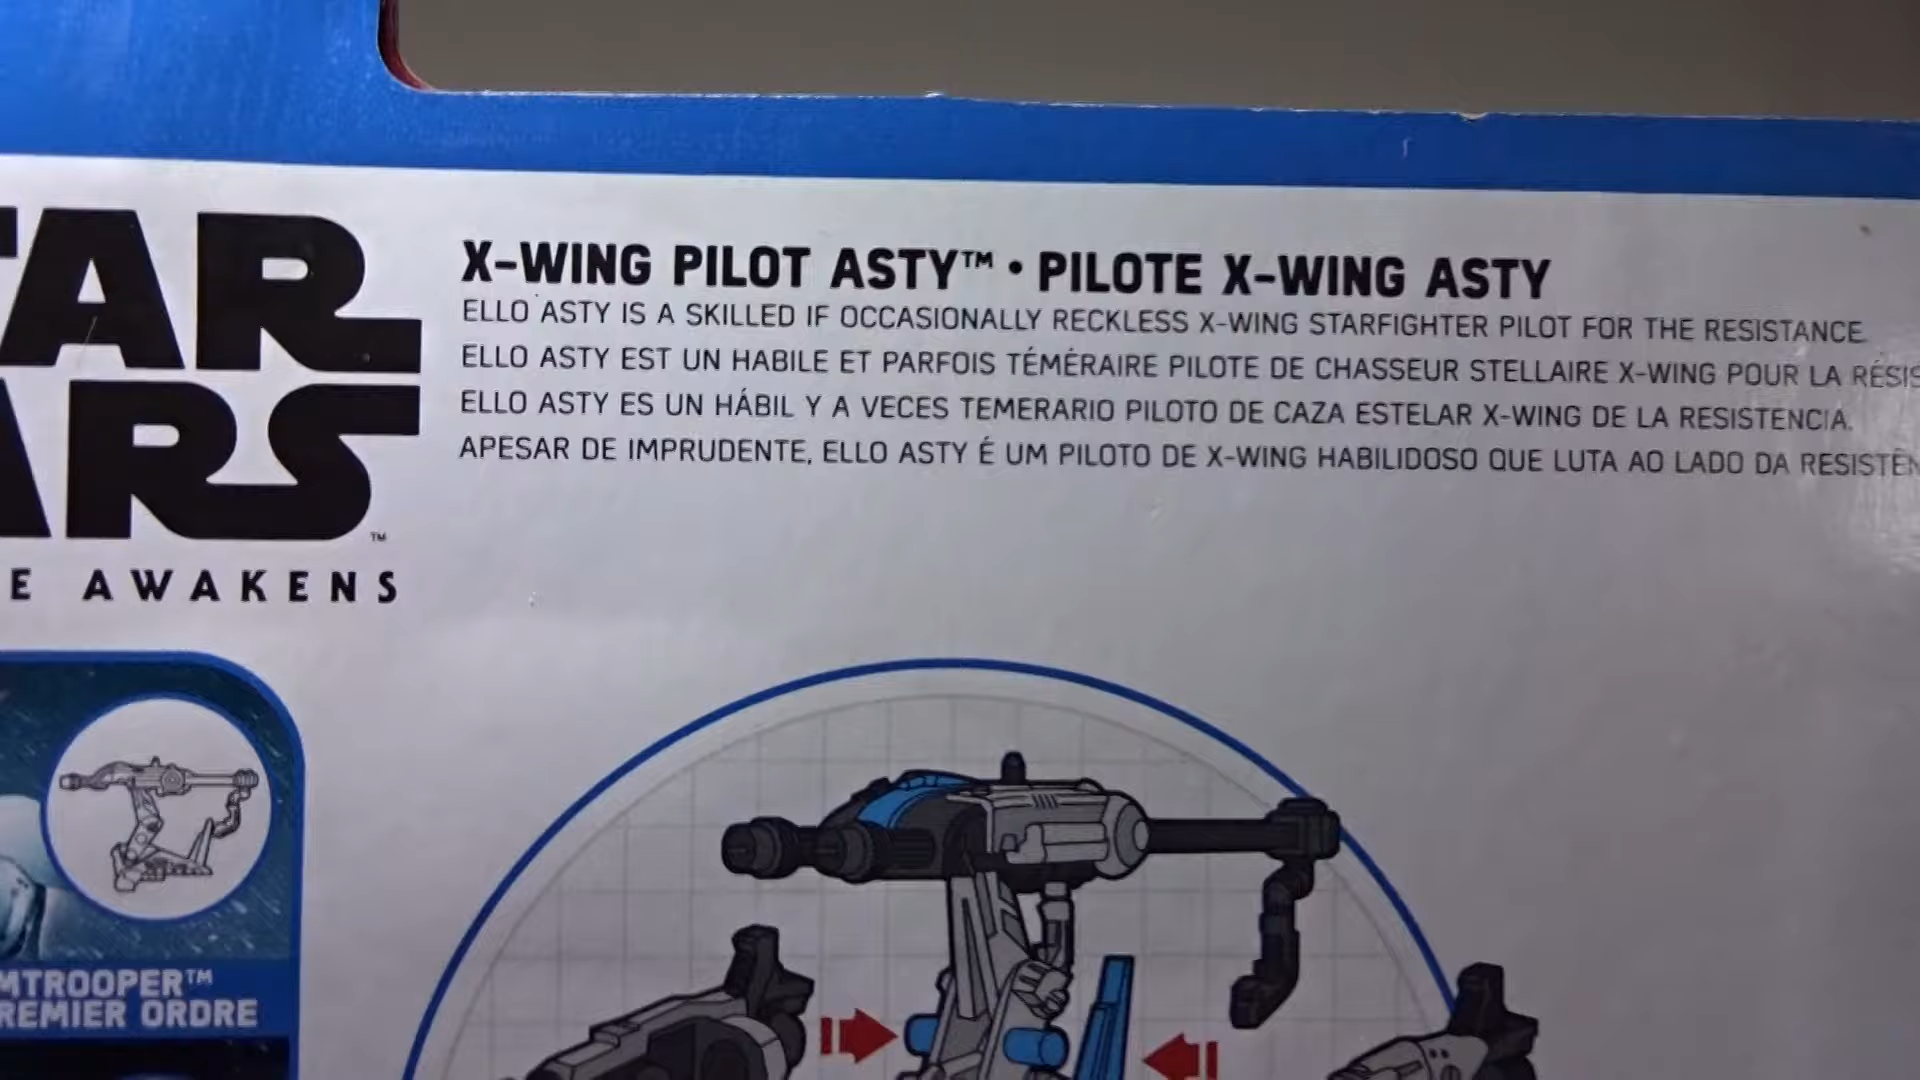 TAR
ARS
TM
E AWAKENS
X-WING PILOT ASTY™ • PILOTE X-WING ASTY
ELLO ASTY IS A SKILLED IF OCCASIONALLY RECKLESS X-WING STARFIGHTER PILOT FOR THE RESISTANCE.
ELLO ASTY EST UN HABILE ET PARFOIS TÉMÉRAIRE PILOTE DE CHASSEUR STELLAIRE X-WING POUR LA RÉSIS
ELLO ASTY ES UN HÁBIL Y A VECES TEMERARIO PILOTO DE CAZA ESTELAR X-WING DE LA RESISTENCIA.
APESAR DE IMPRUDENTE, ELLO ASTY É UM PILOTO DE X-WING HABILIDOSO QUE LUTA AO LADO DA RESISTÊN
MTROOPER™
REMIER ORDRE